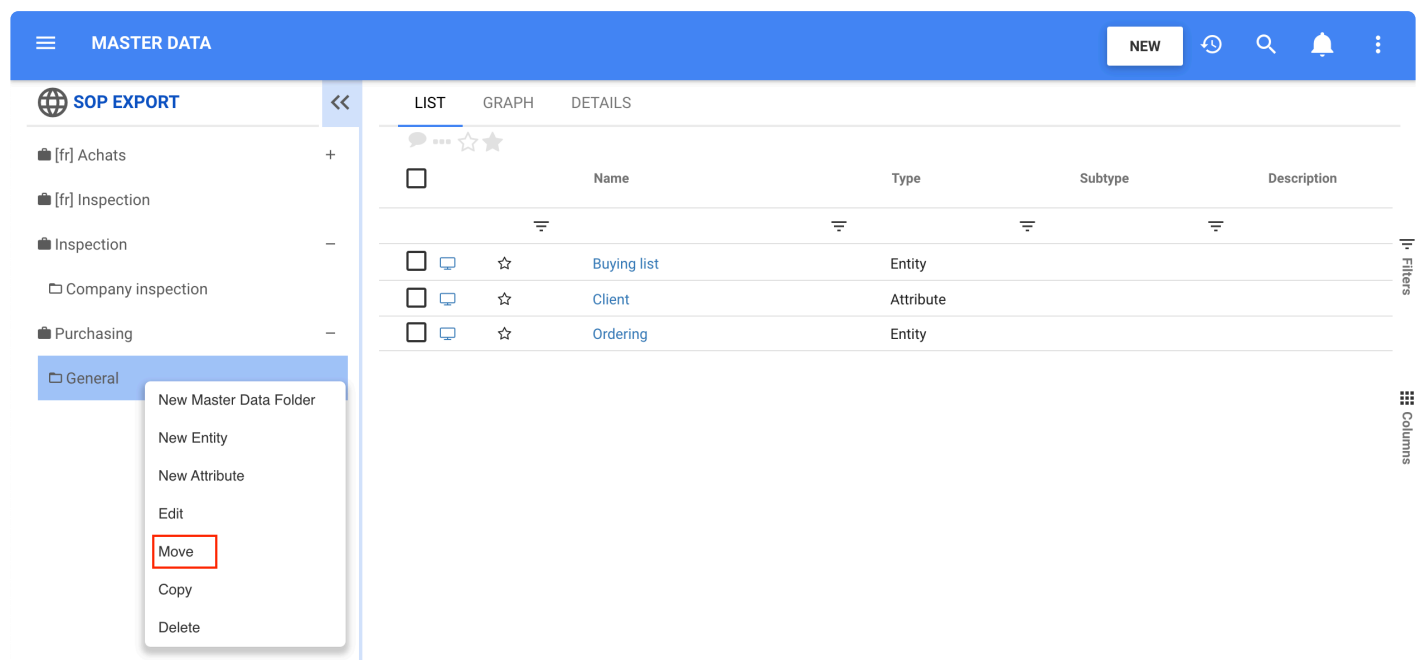 MASTER DATA
NEW
SOP EXPORT
LIST GRAPH DETAILS
[fr] Achats
[fr] Inspection
Inspection
Company inspection
Purchasing
General
New Master Data Folder
New Entity
New Attribute
Edit
Move
Copy
Delete
Name Type Subtype Description
Buying list Entity
Client Attribute
Ordering Entity
Filters
Columns